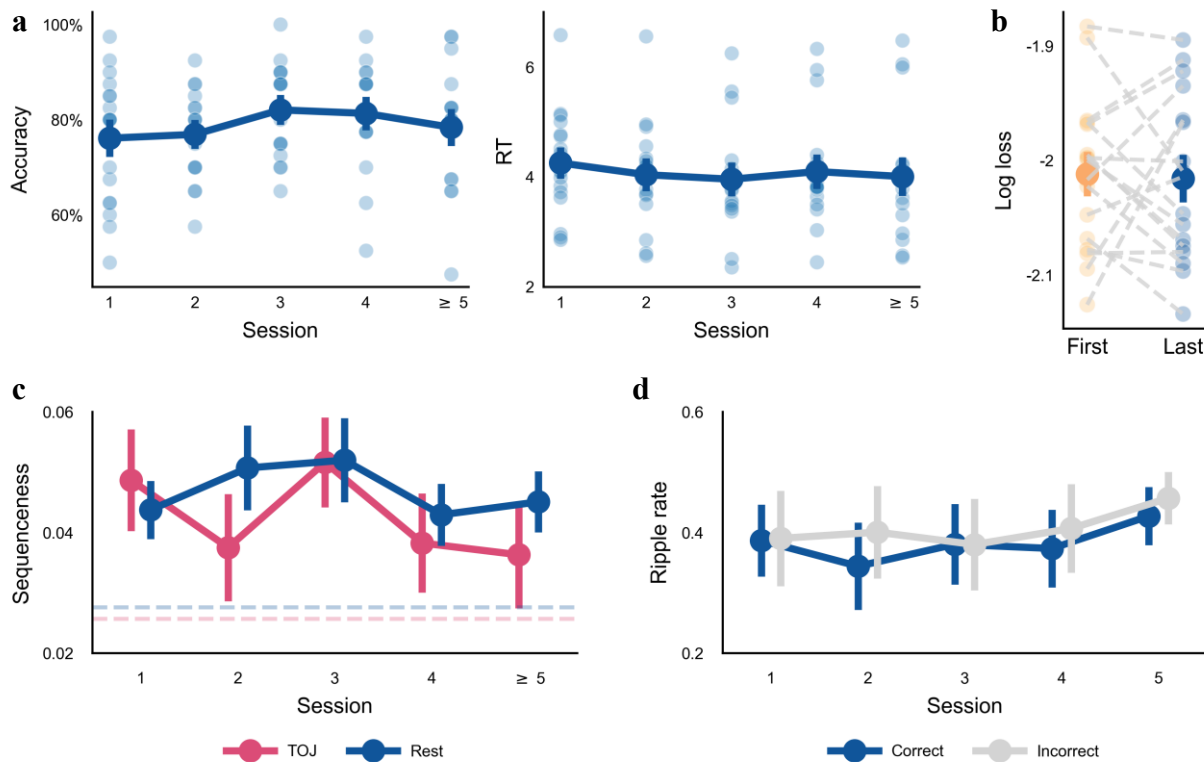 a
100%
80%
60%
Accuracy
1 2 3 4 ≥ 5
Session
6
4
2
RT
1 2 3 4 ≥ 5
Session
b
-1.9
-2
-2.1
Log loss
First Last
c
0.06
0.04
0.02
Sequenceness
1 2 3 4 ≥ 5
Session
TOJ Rest
d
0.6
0.4
0.2
Ripple rate
1 2 3 4 5
Session
Correct Incorrect